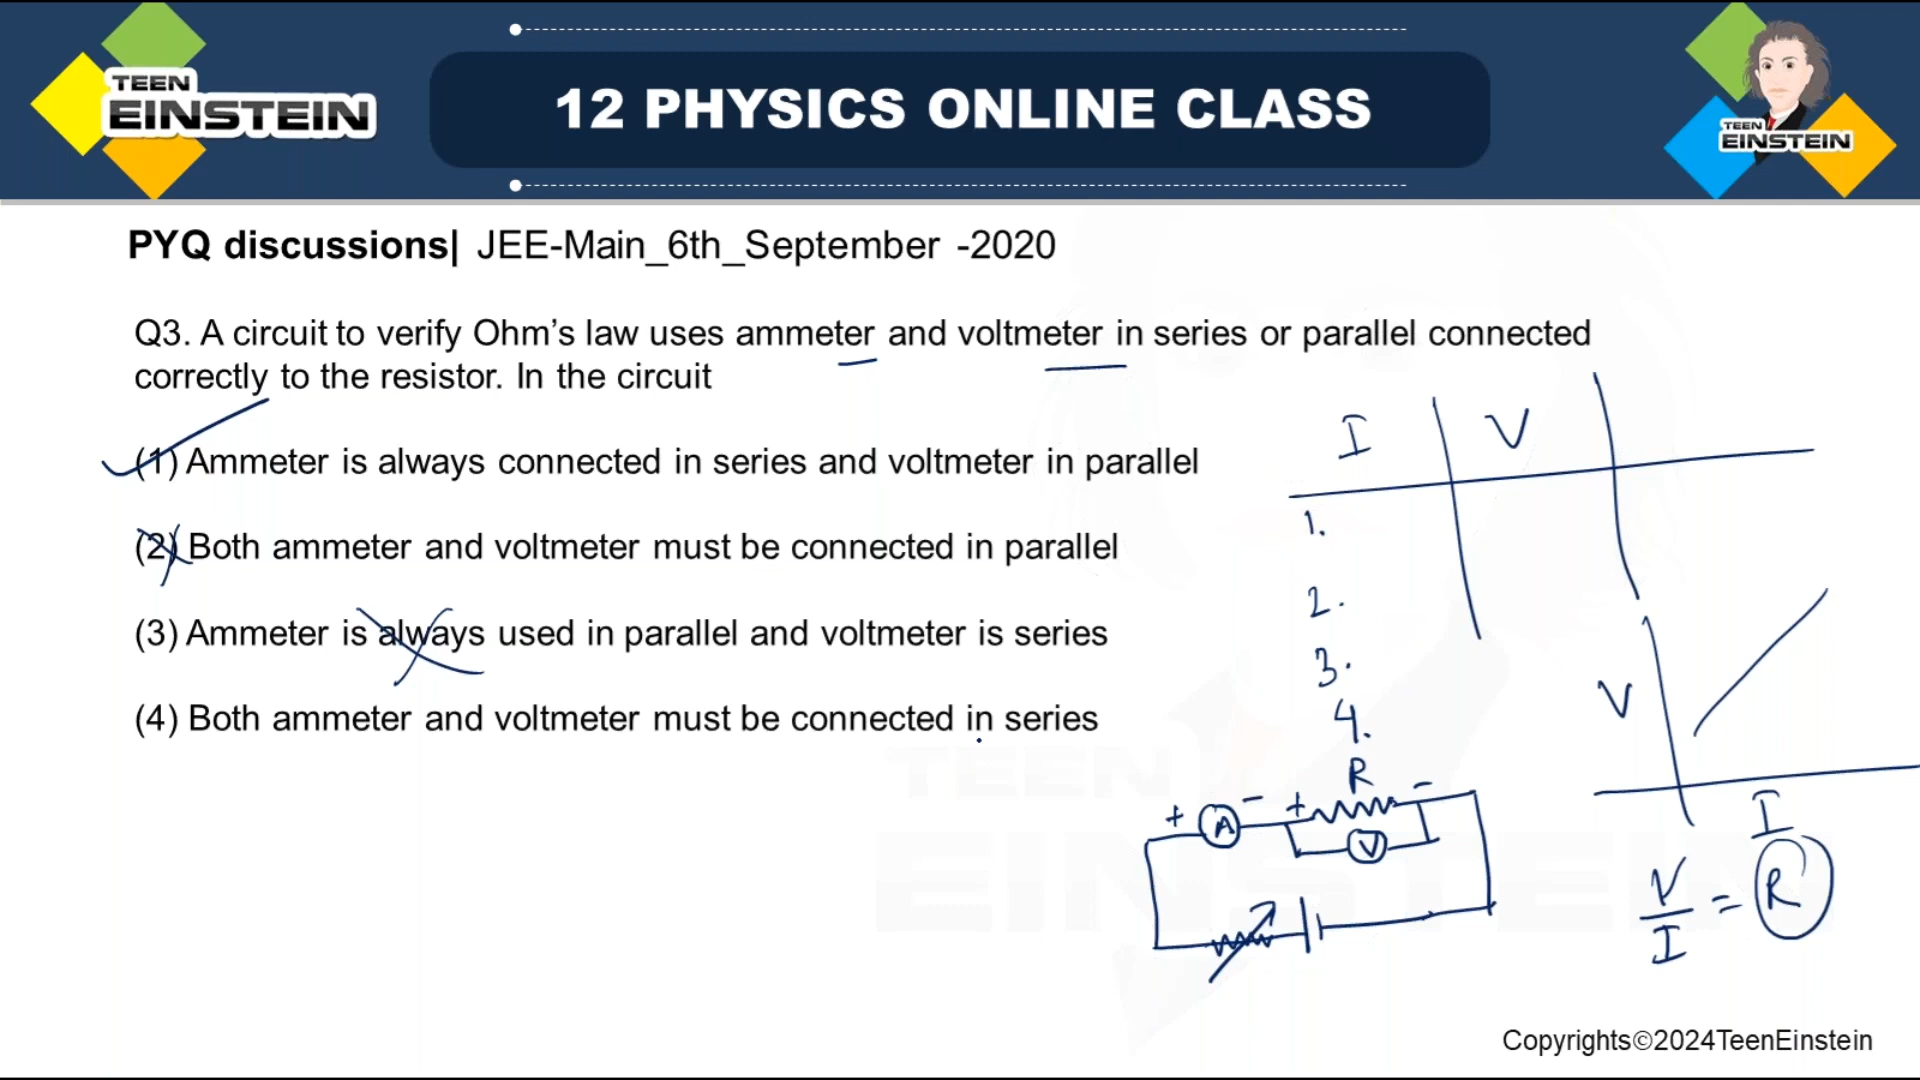 TEEN
EINSTEIN
12 PHYSICS ONLINE CLASS
TEEN
EINSTEIN
PYQ discussions| JEE-Main_6th_September -2020
Q3. A circuit to verify Ohm’s law uses ammeter and voltmeter in series or parallel connected
correctly to the resistor. In the circuit
(1) Ammeter is always connected in series and voltmeter in parallel
(2) Both ammeter and voltmeter must be connected in parallel
(3) Ammeter is always used in parallel and voltmeter is series
(4) Both ammeter and voltmeter must be connected in series
I V
1.
2.
3.
4.
V
I
R
+ A - + -
V
V/I = R
TEEN
EINSTEIN
Copyrights©2024TeenEinstein